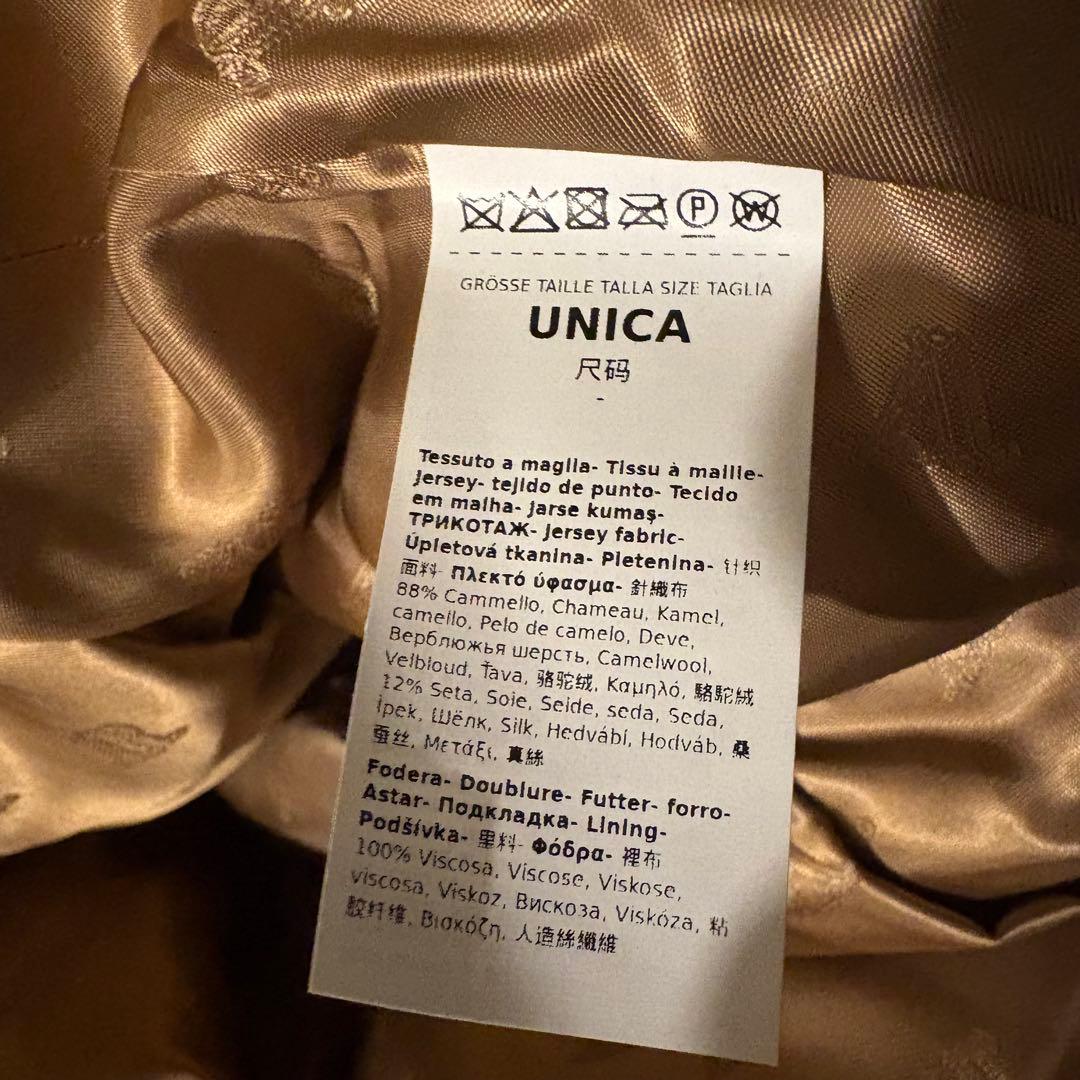 P W
GRÖSSE TAILLE TALLA SIZE TAGLIA
UNICA
尺码
-
Tessuto a maglia- Tissu à maille-
Jersey- tejido de punto- Tecido
em malha- jarse kumaş-
ТРИКОТАЖ- Jersey fabric-
Úpletová tkanina- Pletenina- 针织
面料- Πλεκτό ύφασμα- 針織布
88% Cammello, Chameau, Kamel,
camello, Pelo de camelo, Deve,
Верблюжья шерсть, Camelwool,
Velbloud, Ťava, 骆驼绒, Καμηλό, 駱駝絨
12% Seta, Soie, Seide, seda, Seda,
İpek, Шёлк, Silk, Hedvábí, Hodváb, 桑
蚕丝, Μετάξι, 真絲
Fodera- Doublure- Futter- forro-
Astar- Подкладка- Lining-
Podšívka- 里料- Φόδρα- 裡布
100% Viscosa, Viscose, Viskose,
viscosa, Viskoz, Вискоза, Viskóza, 粘
胶纤维, Βισκόζη, 人造絲纖維